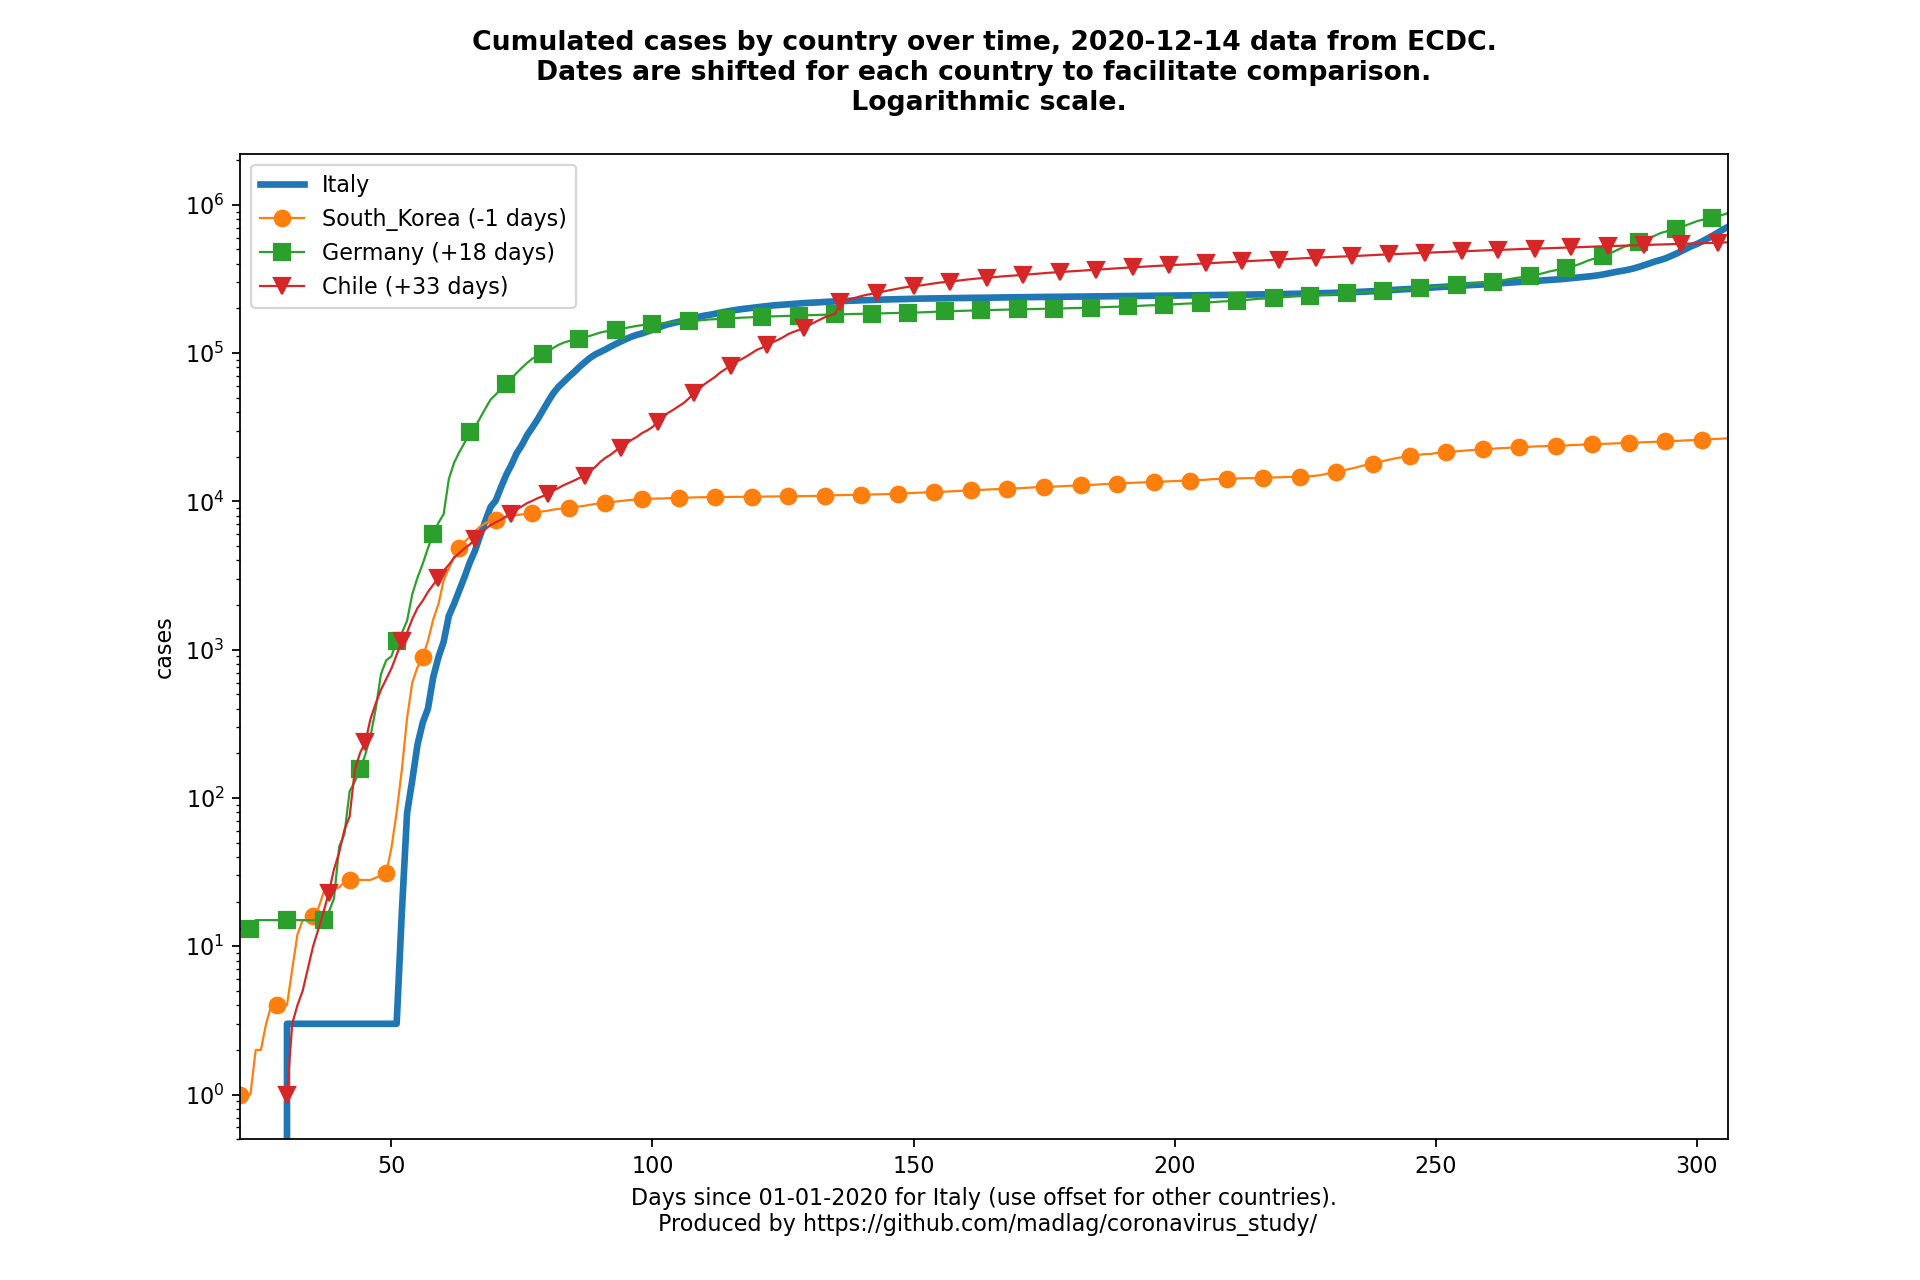 Cumulated cases by country over time, 2020-12-14 data from ECDC.
Dates are shifted for each country to facilitate comparison.
Logarithmic scale.
Italy
South_Korea (-1 days)
Germany (+18 days)
Chile (+33 days)
10^6
10^5
10^4
10^3
10^2
10^1
10^0
cases
50 100 150 200 250 300
Days since 01-01-2020 for Italy (use offset for other countries).
Produced by https://github.com/madlag/coronavirus_study/